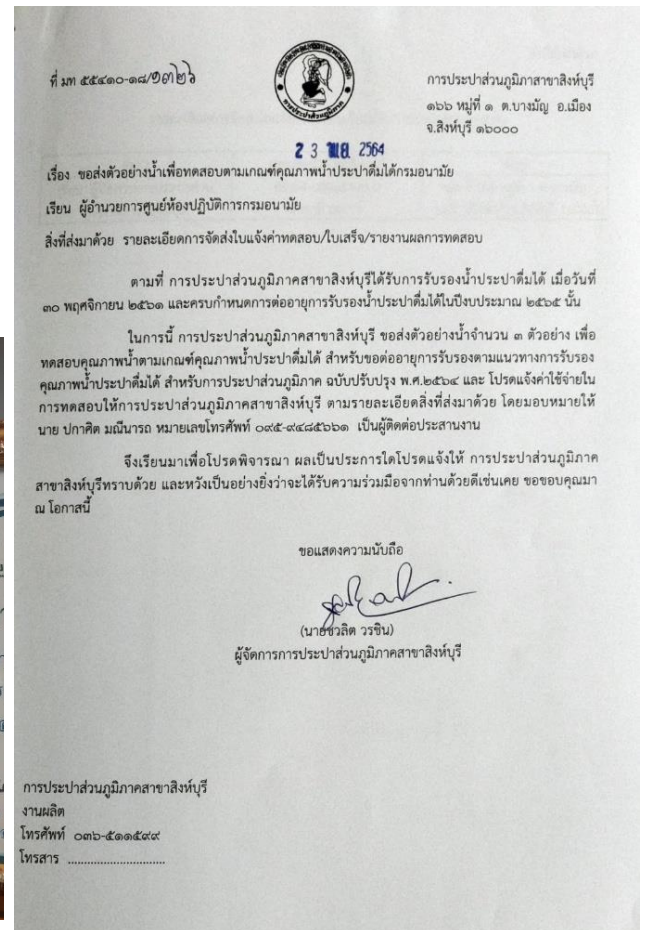 ที่ มท ๕๕๔๑๐-๑๘/๑๓๒๖
การประปาส่วนภูมิภาสาขาสิงห์บุรี
๑๖๖ หมู่ที่ ๑ ต.บางมัญ อ.เมือง
จ.สิงห์บุรี ๑๖๐๐๐
2 3 พ.ย. 2564
เรื่อง ขอส่งตัวอย่างน้ำเพื่อทดสอบตามเกณฑ์คุณภาพน้ำประปาดื่มได้กรมอนามัย
เรียน ผู้อำนวยการศูนย์ห้องปฏิบัติการกรมอนามัย
สิ่งที่ส่งมาด้วย รายละเอียดการจัดส่งใบแจ้งค่าทดสอบ/ใบเสร็จ/รายงานผลการทดสอบ
ตามที่ การประปาส่วนภูมิภาคสาขาสิงห์บุรีได้รับการรับรองน้ำประปาดื่มได้ เมื่อวันที่
๓๐ พฤศจิกายน ๒๕๖๑ และครบกำหนดการต่ออายุการรับรองน้ำประปาดื่มได้ในปีงบประมาณ ๒๕๖๕ นั้น
ในการนี้ การประปาส่วนภูมิภาคสาขาสิงห์บุรี ขอส่งตัวอย่างน้ำจำนวน ๓ ตัวอย่าง เพื่อ
ทดสอบคุณภาพน้ำตามเกณฑ์คุณภาพน้ำประปาดื่มได้ สำหรับขอต่ออายุการรับรองตามแนวทางการรับรอง
คุณภาพน้ำประปาดื่มได้ สำหรับการประปาส่วนภูมิภาค ฉบับปรับปรุง พ.ศ.๒๕๖๔ และ โปรดแจ้งค่าใช้จ่ายใน
การทดสอบให้การประปาส่วนภูมิภาคสาขาสิงห์บุรี ตามรายละเอียดสิ่งที่ส่งมาด้วย โดยมอบหมายให้
นาย ปกาศิต มณีนารถ หมายเลขโทรศัพท์ ๐๙๕-๙๔๘๕๖๖๑ เป็นผู้ติดต่อประสานงาน
จึงเรียนมาเพื่อโปรดพิจารณา ผลเป็นประการใดโปรดแจ้งให้ การประปาส่วนภูมิภาค
สาขาสิงห์บุรีทราบด้วย และหวังเป็นอย่างยิ่งว่าจะได้รับความร่วมมือจากท่านด้วยดีเช่นเคย ขอขอบคุณมา
ณ โอกาสนี้
ขอแสดงความนับถือ
(นายชวลิต วรชิน)
ผู้จัดการการประปาส่วนภูมิภาคสาขาสิงห์บุรี
การประปาส่วนภูมิภาคสาขาสิงห์บุรี
งานผลิต
โทรศัพท์ ๐๓๖-๕๑๑๕๙๙
โทรสาร ............................